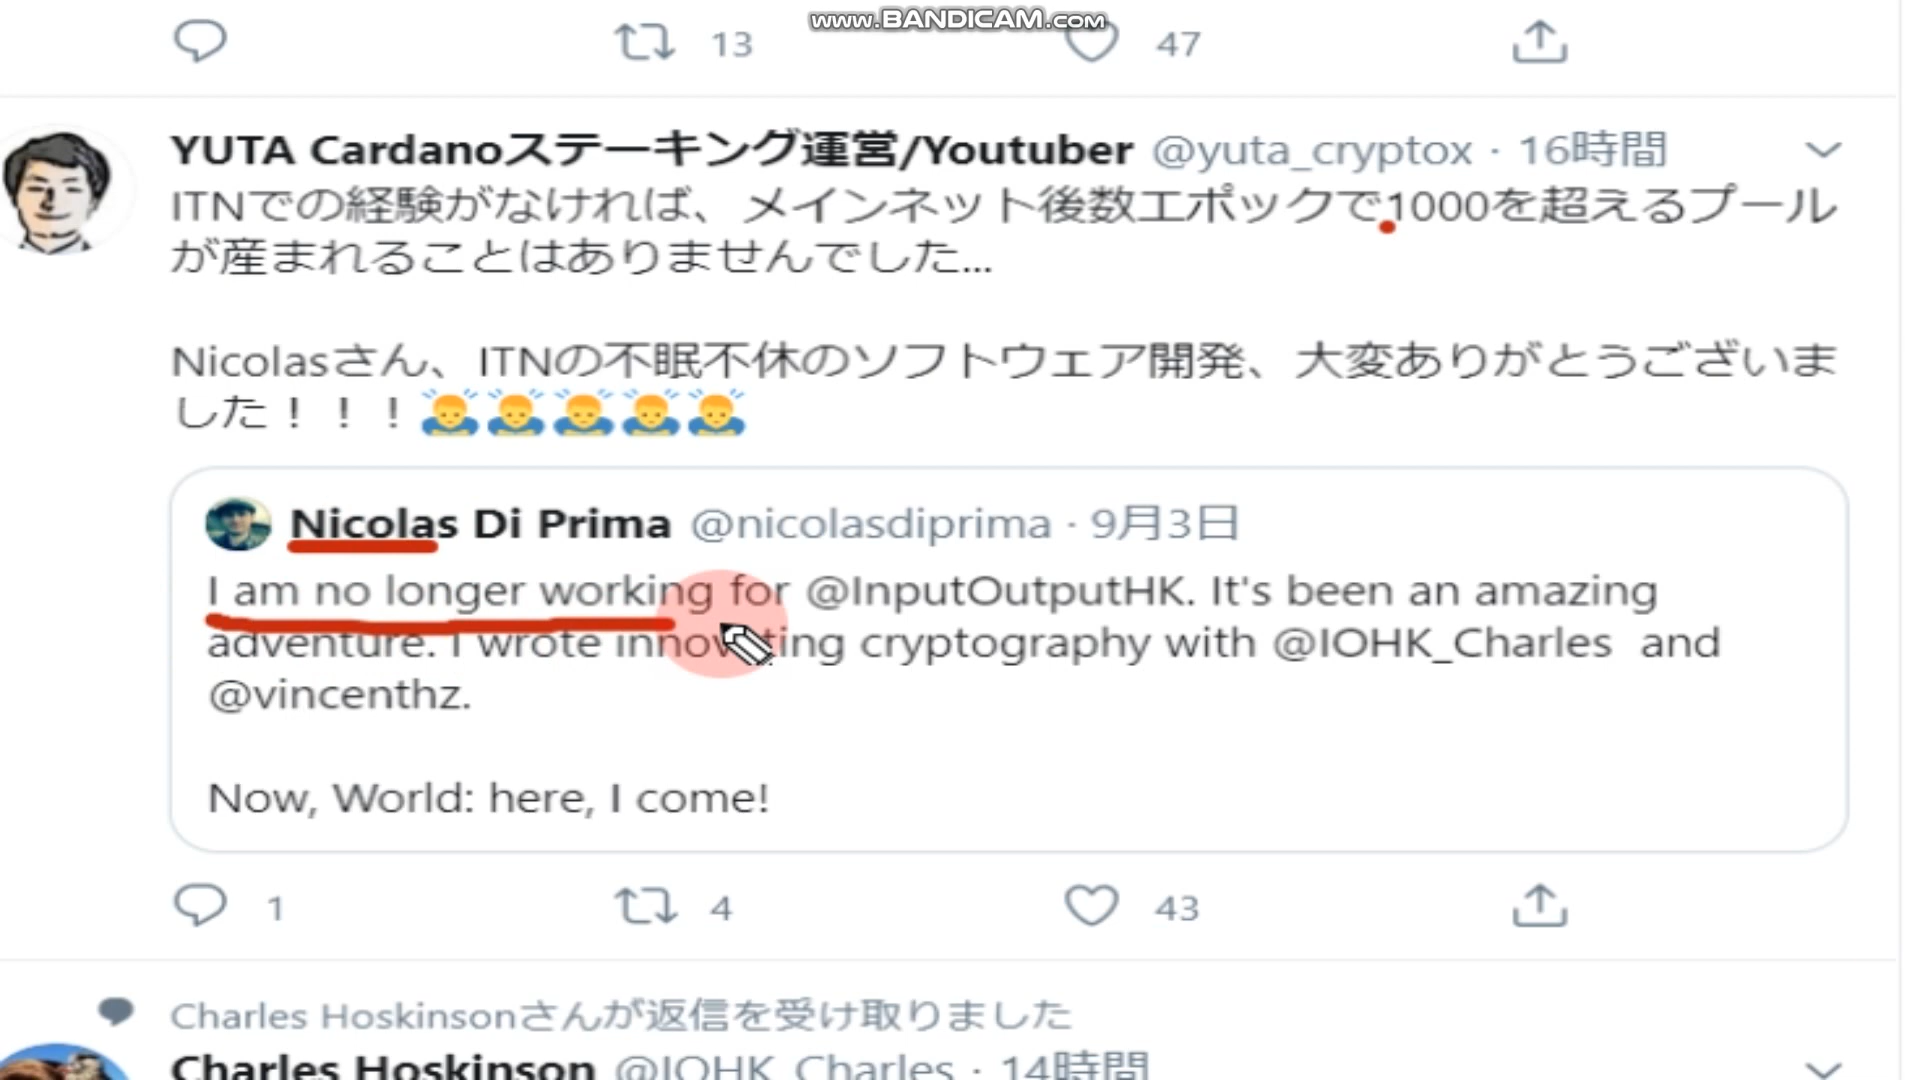 www.BANDICAM.com
13 47
YUTA Cardanoステーキング運営/Youtuber @yuta_cryptox · 16時間
ITNでの経験がなければ、メインネット後数エポックで1000を超えるプール
が産まれることはありませんでした...
Nicolasさん、ITNの不眠不休のソフトウェア開発、大変ありがとうございま
した！！！🙇‍♂️🙇‍♂️🙇‍♂️🙇‍♂️🙇‍♂️
Nicolas Di Prima @nicolasdiprima · 9月3日
I am no longer working for @InputOutputHK. It's been an amazing
adventure. I wrote innovating cryptography with @IOHK_Charles and
@vincenthz.
Now, World: here, I come!
1 4 43
Charles Hoskinsonさんが返信を受け取りました
Charles Hoskinson @IOHK_Charles · 14時間